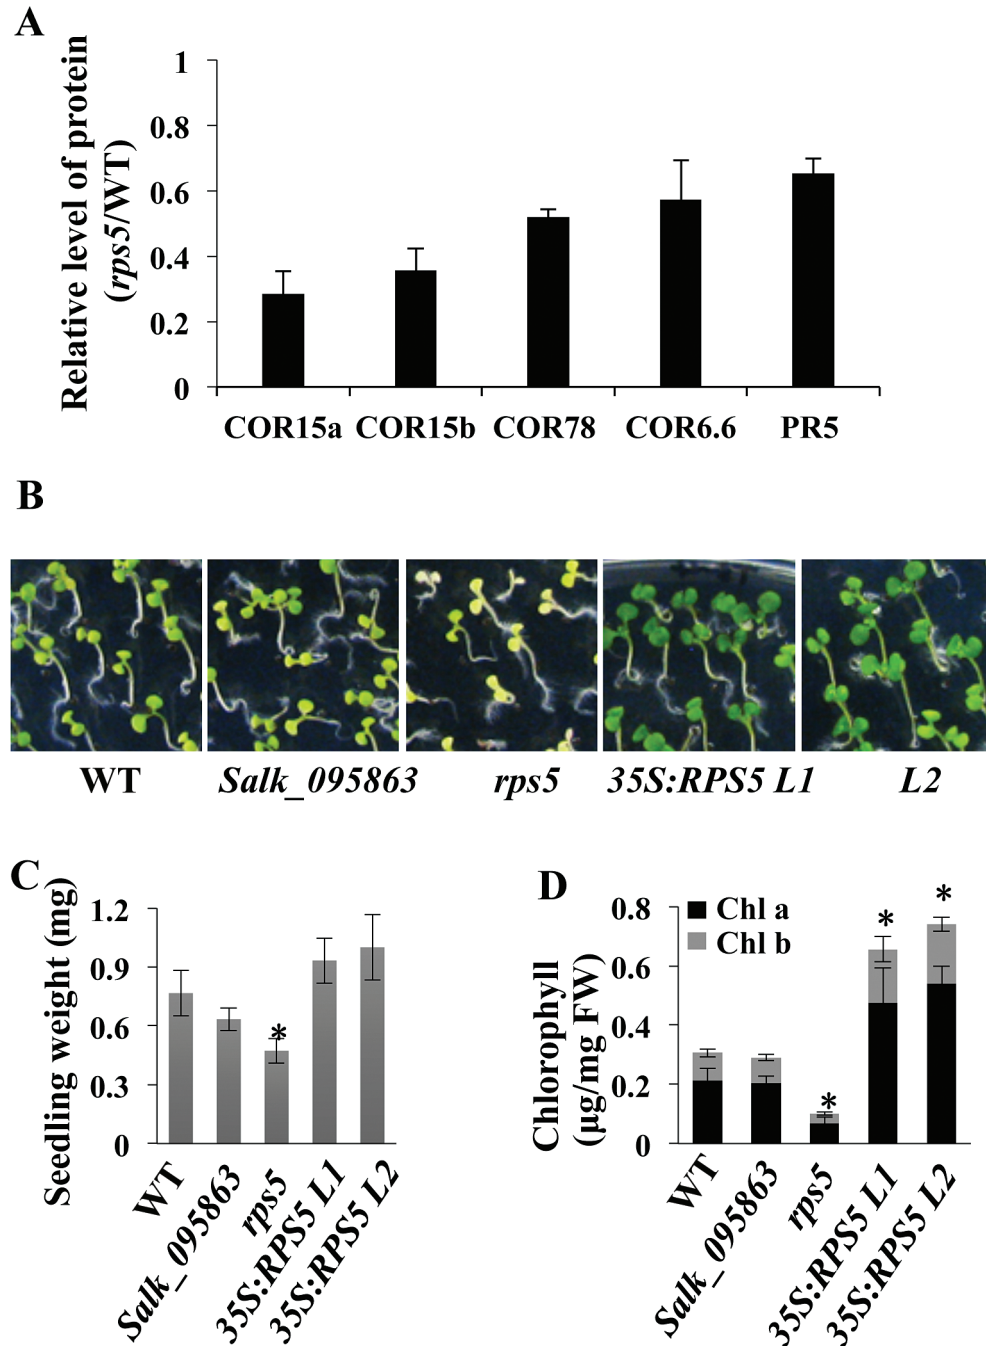 A
Relative level of protein
(rps5/WT)
1
0.8
0.6
0.4
0.2
0
COR15a COR15b COR78 COR6.6 PR5
B
WT Salk_095863 rps5 35S:RPS5 L1 L2
C
Seedling weight (mg)
1.2
0.9
0.6
0.3
0
*
WT
Salk_095863
rps5
35S:RPS5 L1
35S:RPS5 L2
D
Chlorophyll
(μg/mg FW)
0.8
0.6
0.4
0.2
0
Chl a
Chl b
*
*
*
WT
Salk_095863
rps5
35S:RPS5 L1
35S:RPS5 L2